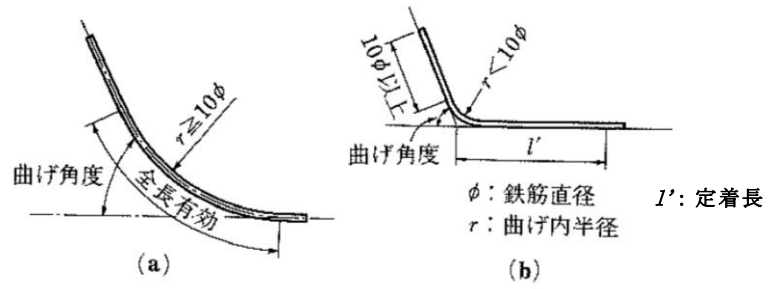 r≧10φ
曲げ角度
全長有効
(a)
10φ以上
r<10φ
曲げ角度
l'
φ：鉄筋直径
r：曲げ内半径
l'：定着長
(b)